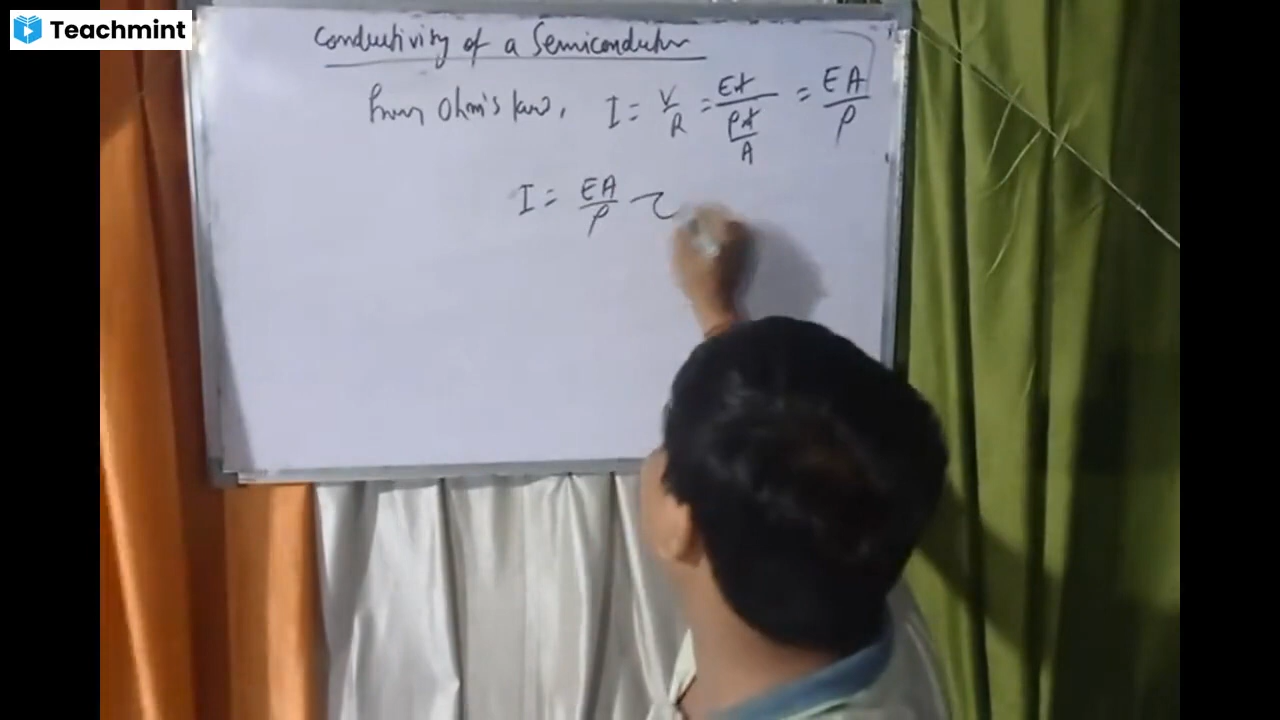 Teachmint
Conductivity of a Semiconductor
From Ohm's law, I = V/R = El/(ρl/A) = EA/ρ
I = EA/ρ